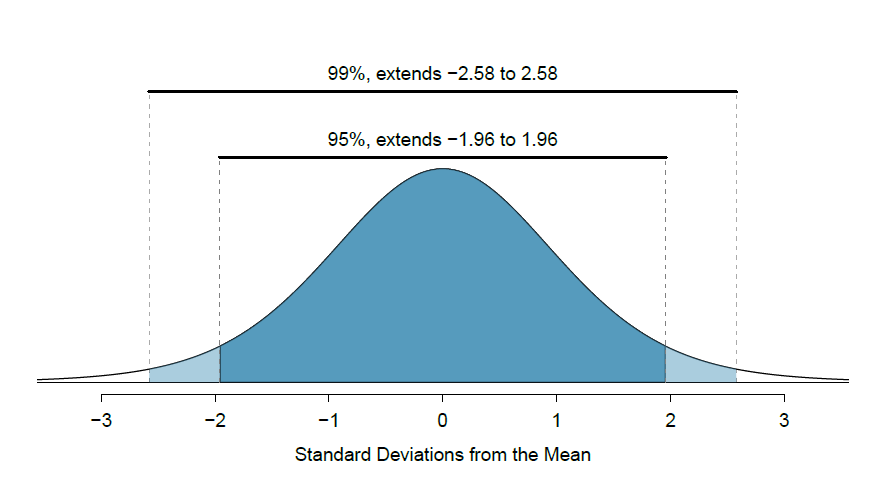 99%, extends −2.58 to 2.58
95%, extends −1.96 to 1.96
−3 −2 −1 0 1 2 3
Standard Deviations from the Mean